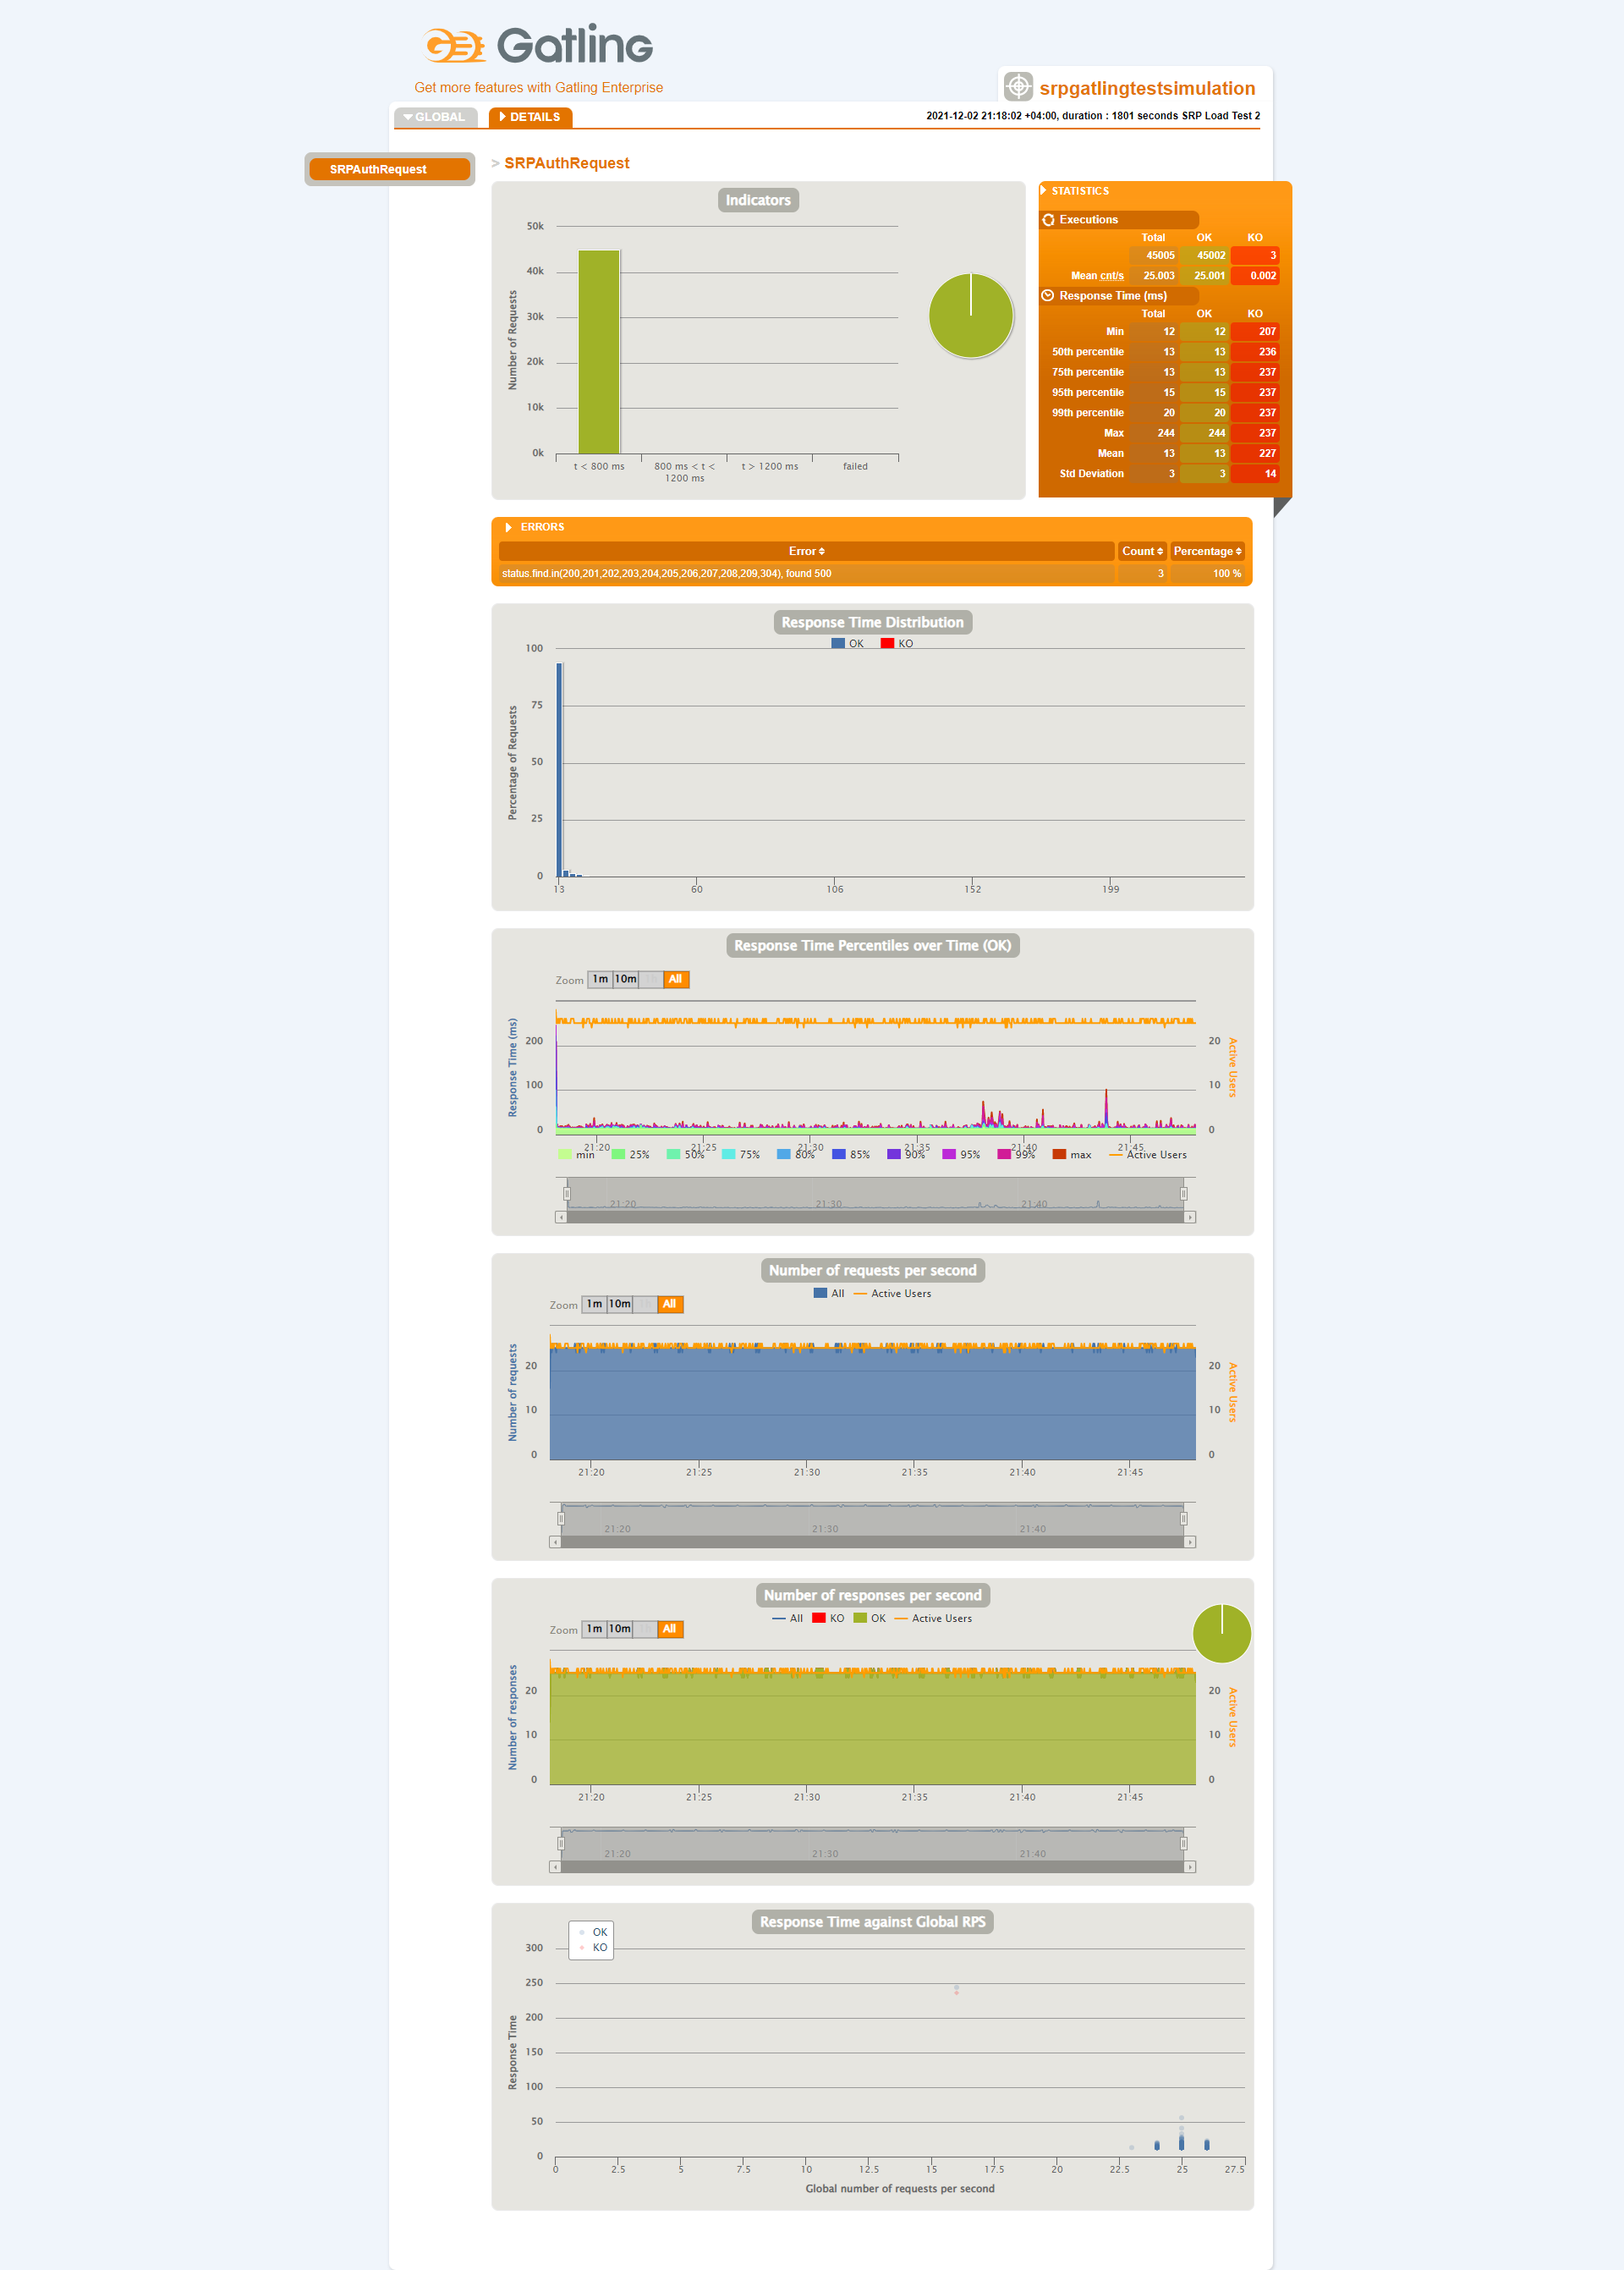 Gatling
Get more features with Gatling Enterprise
srpgatlingtestsimulation
GLOBAL
DETAILS
2021-12-02 21:18:02 +04:00, duration : 1801 seconds SRP Load Test 2
SRPAuthRequest
> SRPAuthRequest
Indicators
Number of Requests
50k
40k
30k
20k
10k
0k
t < 800 ms
800 ms < t <
1200 ms
t > 1200 ms
failed
STATISTICS
Executions
Total OK KO
45005 45002 3
Mean cnt/s 25.003 25.001 0.002
Response Time (ms)
Total OK KO
Min 12 12 207
50th percentile 13 13 236
75th percentile 13 13 237
95th percentile 15 15 237
99th percentile 20 20 237
Max 244 244 237
Mean 13 13 227
Std Deviation 3 3 14
ERRORS
Error Count Percentage
status.find.in(200,201,202,203,204,205,206,207,208,209,304), found 500 3 100 %
Response Time Distribution
OK KO
Percentage of Requests
100
75
50
25
0
13 60 106 152 199
Response Time Percentiles over Time (OK)
Zoom 1m 10m All
Response Time (ms)
200
100
0
Active Users
20
10
0
21:20 21:25 21:30 21:35 21:40 21:45
min 25% 50% 75% 80% 85% 90% 95% 99% max Active Users
21:20 21:30 21:40
Number of requests per second
All Active Users
Zoom 1m 10m All
Number of requests
20
10
0
Active Users
20
10
0
21:20 21:25 21:30 21:35 21:40 21:45
21:20 21:30 21:40
Number of responses per second
All KO OK Active Users
Zoom 1m 10m All
Number of responses
20
10
0
Active Users
20
10
0
21:20 21:25 21:30 21:35 21:40 21:45
21:20 21:30 21:40
Response Time against Global RPS
OK
KO
Response Time
300
250
200
150
100
50
0
0 2.5 5 7.5 10 12.5 15 17.5 20 22.5 25 27.5
Global number of requests per second